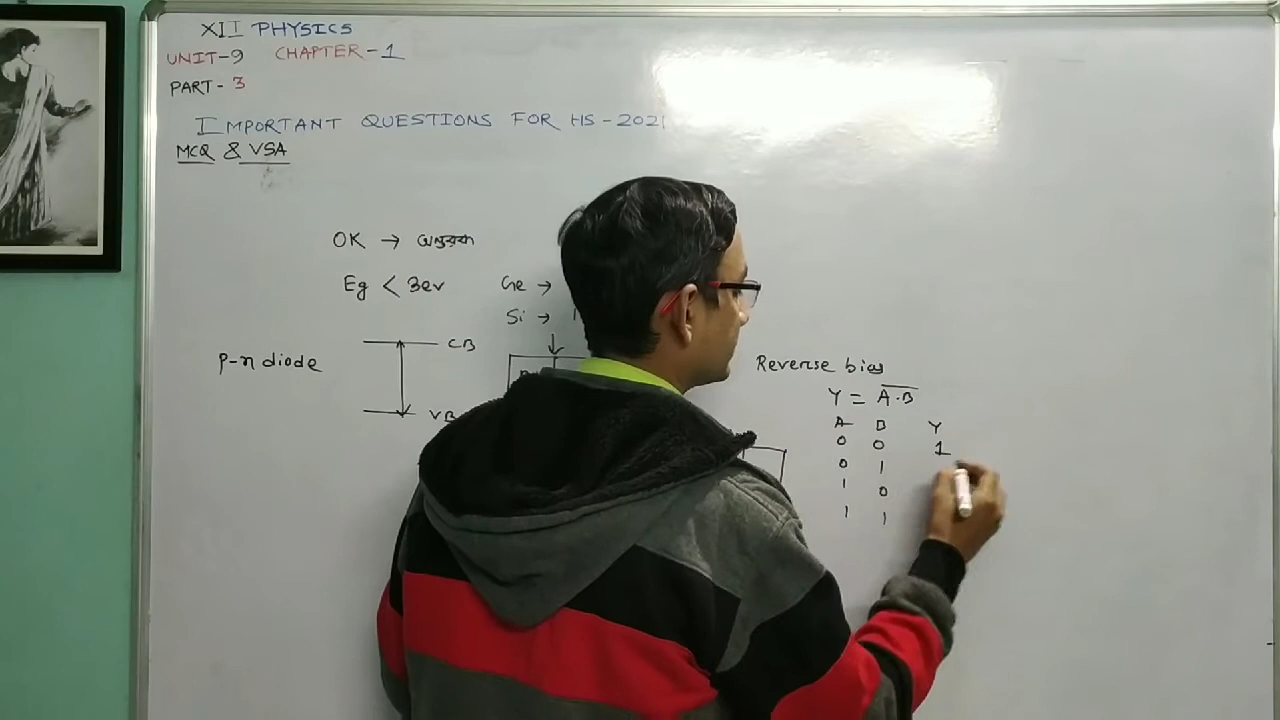 XII PHYSICS
UNIT-9 CHAPTER-1
PART-3
IMPORTANT QUESTIONS FOR HS-2021
MCQ & VSA
OK →
Eg < 3ev
Ge →
Si →
P-n diode
CB
VB
Reverse bias
Y = \overline{A.B}
A B Y
0 0 1
0 1
1 0
1 1